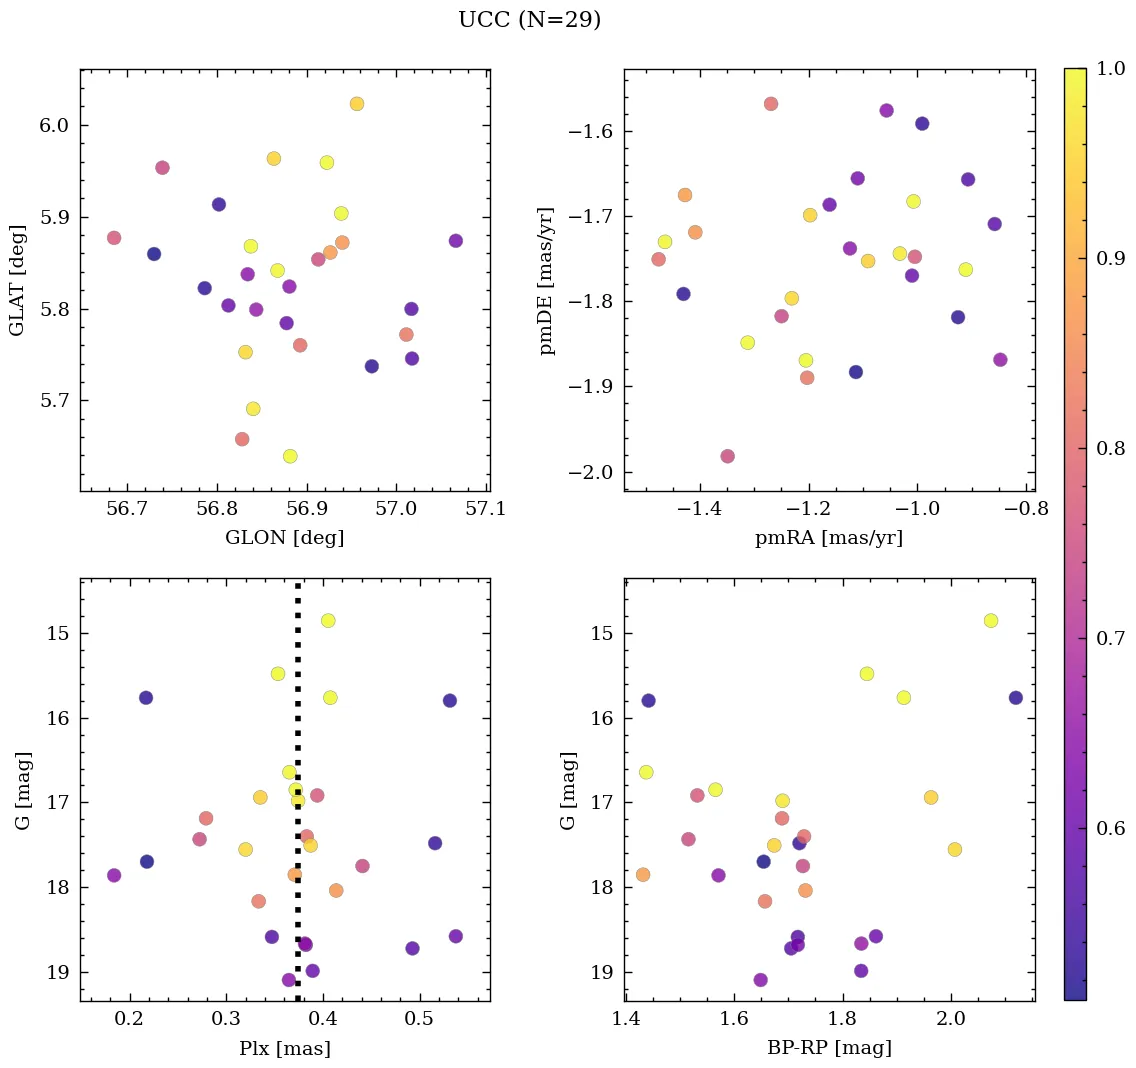 UCC (N=29)
6.0
5.9
5.8
5.7
GLAT [deg]
56.7 56.8 56.9 57.0 57.1
GLON [deg]
−1.6
−1.7
−1.8
−1.9
−2.0
pmDE [mas/yr]
−1.4 −1.2 −1.0 −0.8
pmRA [mas/yr]
15
16
17
18
19
G [mag]
0.2 0.3 0.4 0.5
Plx [mas]
15
16
17
18
19
G [mag]
1.4 1.6 1.8 2.0
BP-RP [mag]
1.0
0.9
0.8
0.7
0.6